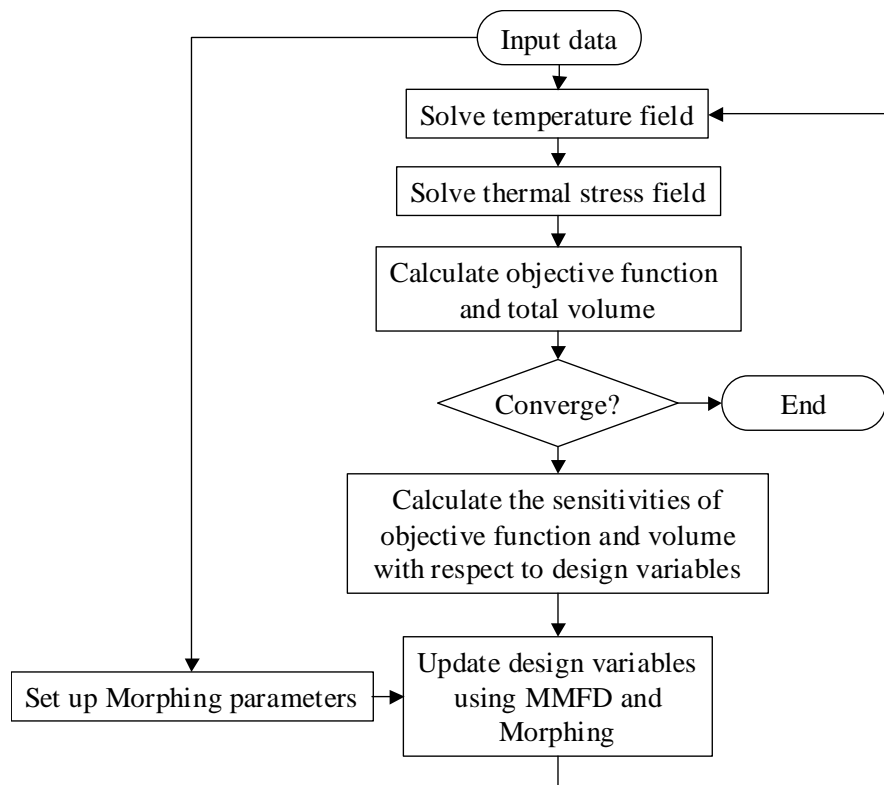 Input data
Solve temperature field
Solve thermal stress field
Calculate objective function
and total volume
Converge?
End
Calculate the sensitivities of
objective function and volume
with respect to design variables
Set up Morphing parameters
Update design variables
using MMFD and
Morphing